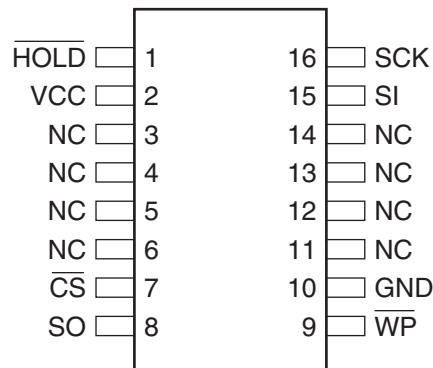 HOLD 1 16 SCK
VCC 2 15 SI
NC 3 14 NC
NC 4 13 NC
NC 5 12 NC
NC 6 11 NC
CS 7 10 GND
SO 8 9 WP